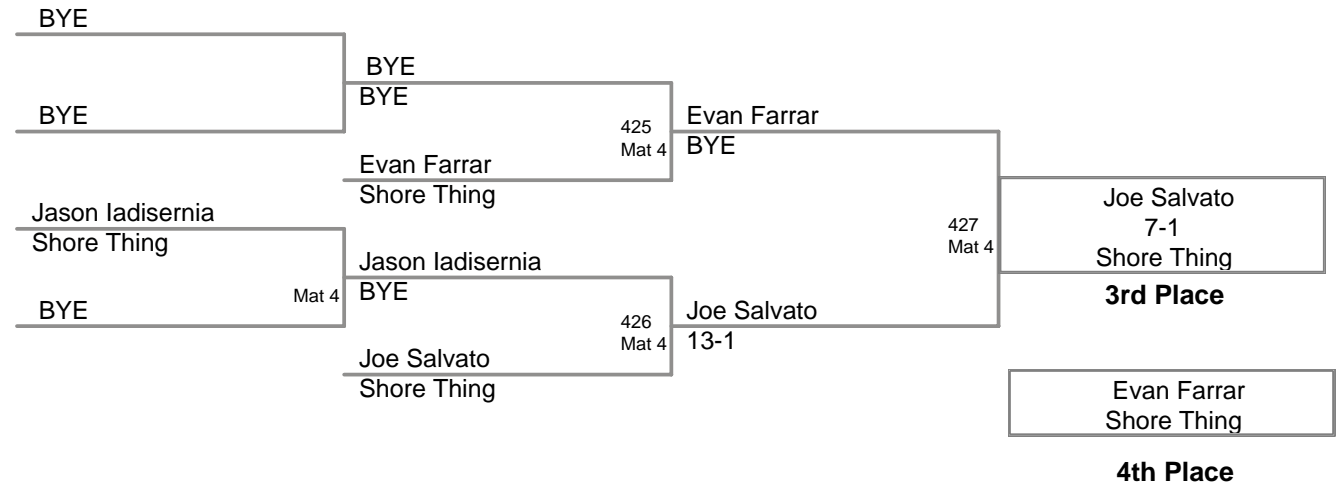 BYE
BYE
BYE
BYE
425
Mat 4
Evan Farrar
BYE
Evan Farrar
Shore Thing
Jason Iadisernia
Shore Thing
427
Mat 4
Joe Salvato
7-1
Shore Thing
3rd Place
Jason Iadisernia
BYE
Mat 4
BYE
426
Mat 4
Joe Salvato
13-1
Joe Salvato
Shore Thing
Evan Farrar
Shore Thing
4th Place